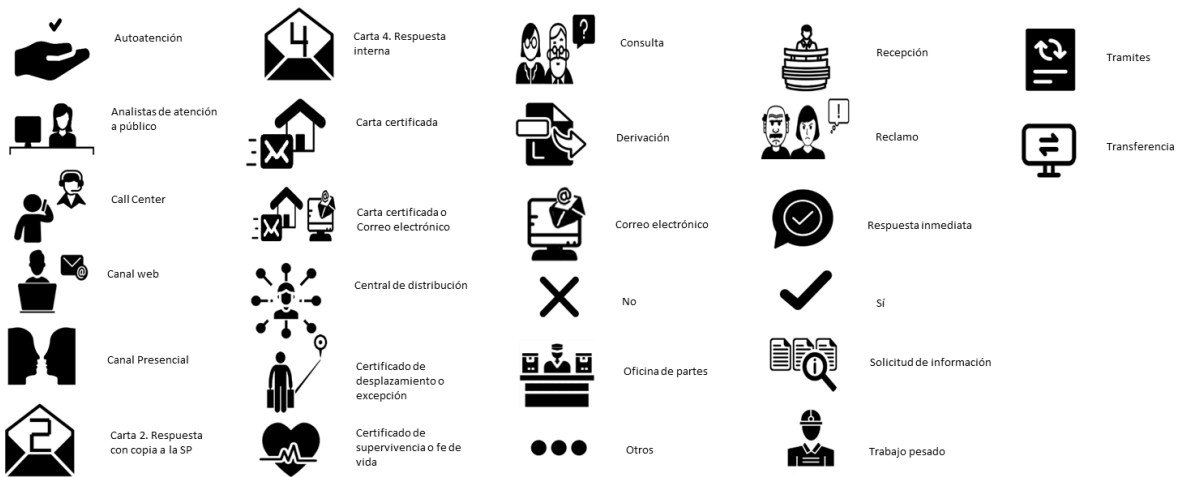 Autoatención
Analistas de atención
a público
Call Center
Canal web
Canal Presencial
2
Carta 2. Respuesta
con copia a la SP
4
Carta 4. Respuesta
interna
Carta certificada
@
Carta certificada o
Correo electrónico
Central de distribución
Certificado de
desplazamiento o
excepción
Certificado de
supervivencia o fe de
vida
?
Consulta
L
Derivación
@
Correo electrónico
No
Oficina de partes
Otros
Recepción
!
Reclamo
Respuesta inmediata
Sí
i
Solicitud de información
Trabajo pesado
Tramites
Transferencia